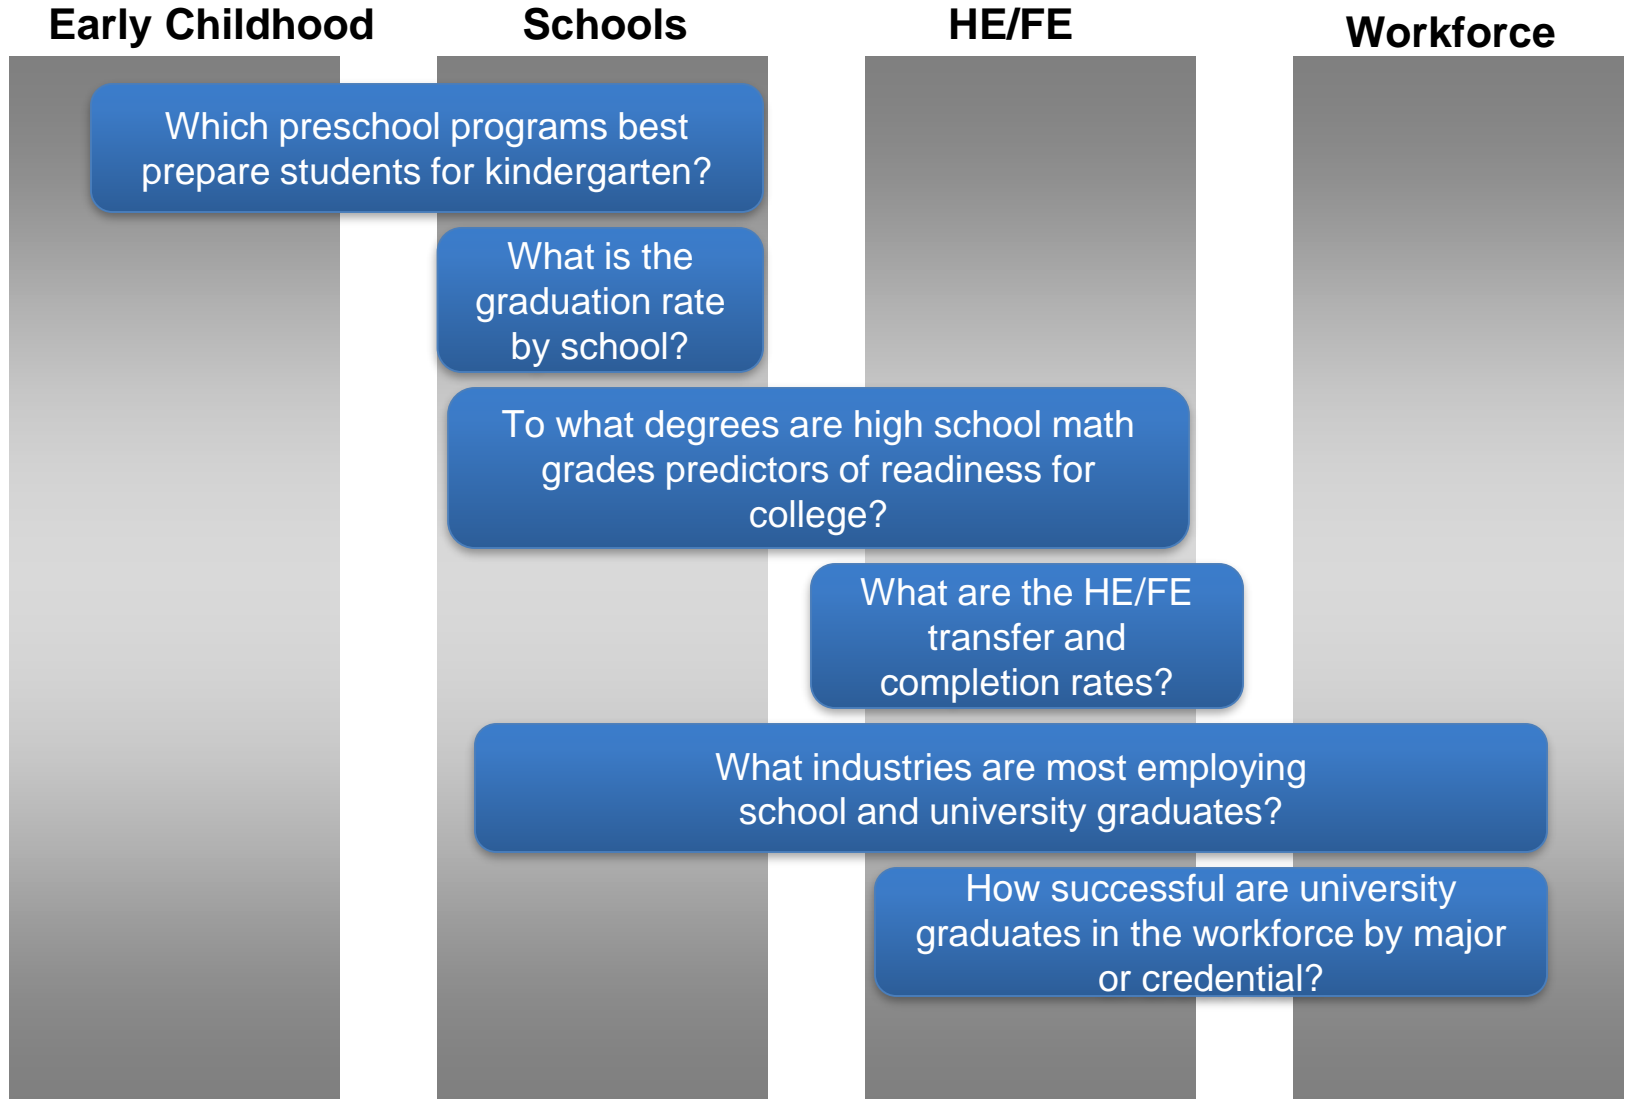 Early Childhood
Schools
HE/FE
Workforce
Which preschool programs best
prepare students for kindergarten?
What is the
graduation rate
by school?
To what degrees are high school math
grades predictors of readiness for
college?
What are the HE/FE
transfer and
completion rates?
What industries are most employing
school and university graduates?
How successful are university
graduates in the workforce by major
or credential?